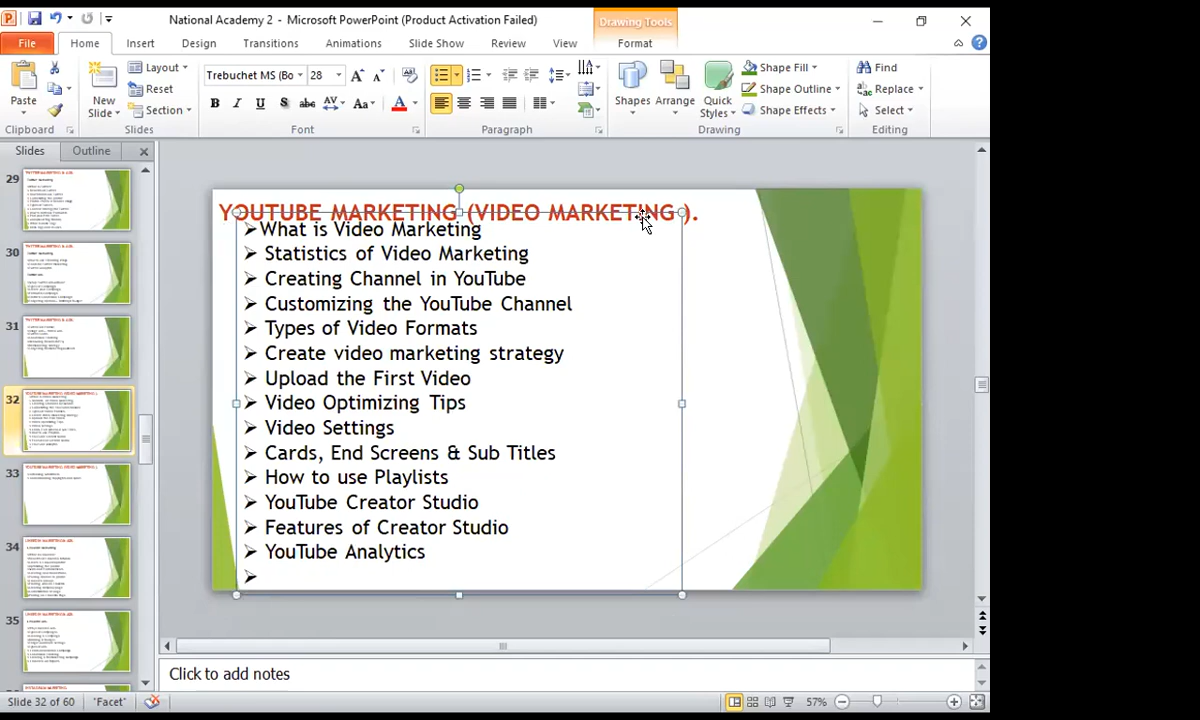 National Academy 2 - Microsoft PowerPoint (Product Activation Failed)
Drawing Tools
File Home Insert Design Transitions Animations Slide Show Review View Format
Paste
Clipboard
New Slide
Layout
Reset
Section
Slides
Trebuchet MS (Bo 28
B I U S abc AV Aa A
Font
Paragraph
Shapes
Arrange
Quick Styles
Shape Fill
Shape Outline
Shape Effects
Drawing
Find
Replace
Select
Editing
Slides Outline
29
30
31
32
33
34
35
YOUTUBE MARKETING (VIDEO MARKETING ).
What is Video Marketing
Statistics of Video Marketing
Creating Channel in YouTube
Customizing the YouTube Channel
Types of Video Formats
Create video marketing strategy
Upload the First Video
Video Optimizing Tips
Video Settings
Cards, End Screens & Sub Titles
How to use Playlists
YouTube Creator Studio
Features of Creator Studio
YouTube Analytics
Click to add notes
Slide 32 of 60 "Facet" 57%